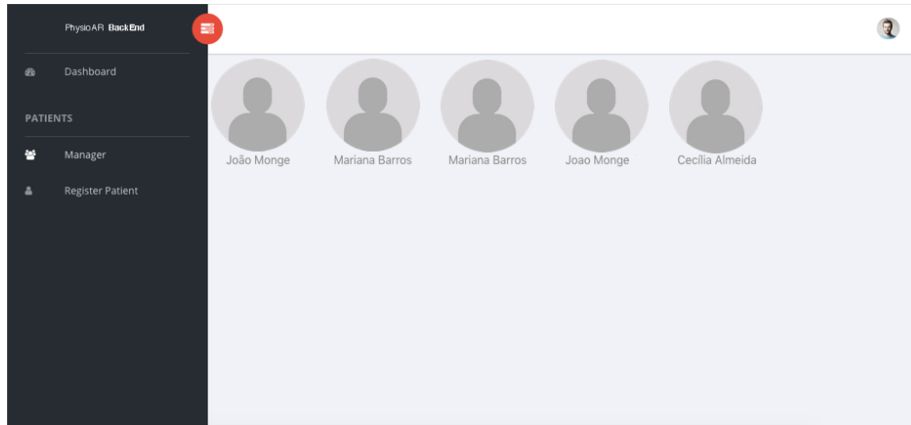 PhysioAR BackEnd
Dashboard
PATIENTS
Manager
Register Patient
João Monge
Mariana Barros
Mariana Barros
Joao Monge
Cecília Almeida